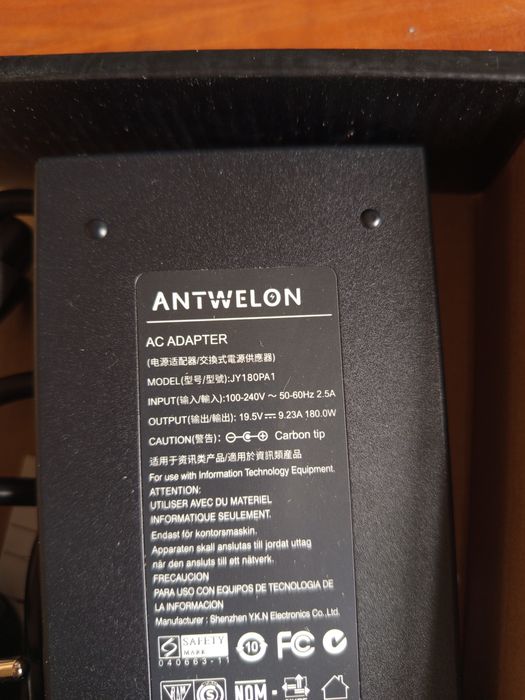 ANTWELON
AC ADAPTER
(电源适配器/交換式電源供應器)
MODEL(型号/型號):JY180PA1
INPUT(输入/輸入):100-240V ~ 50-60Hz 2.5A
OUTPUT(输出/輸出): 19.5V⎓ 9.23A 180.0W
CAUTION(警告): Carbon tip
适用于资讯类产品/適用於資訊類產品
For use with Information Technology Equipment.
ATTENTION:
UTILISER AVEC DU MATERIEL
INFORMATIQUE SEULEMENT.
Endast för kontorsmaskin.
Apparaten skall anslutas till jordat uttag
når den ansluts till ett nätverk.
PRECAUCION
PARA USO CON EQUIPOS DE TECNOLOGIA DE
LA INFORMACION
Manufacturer : Shenzhen Y.K.N Electronics Co.,Ltd.
S SAFETY MARK
040663-11
10
FC
NOM